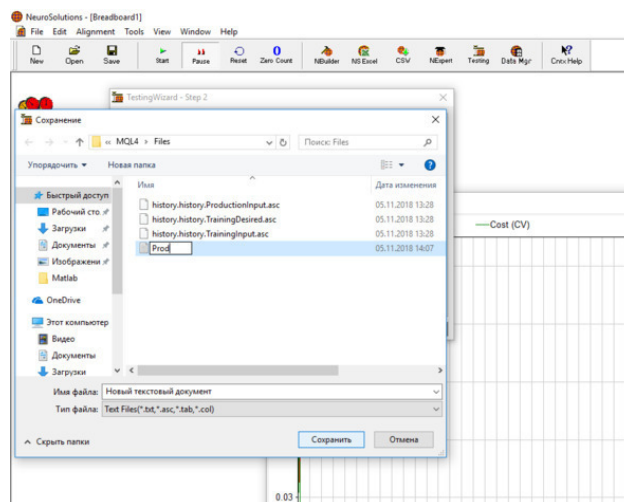 NeuroSolutions - [Breadboard1]
File Edit Alignment Tools View Window Help
New Open Save Start Pause Reset Zero Count NBuilder NS Excel CSV NExpert Testing Data Mgr Cntx Help
TestingWizard - Step 2
Сохранение
« MQL4 > Files
Поиск: Files
Упорядочить Новая папка
Имя Дата изменения
Быстрый доступ
Рабочий сто
Загрузки
Документы
Изображени
Matlab
OneDrive
Этот компьютер
Видео
Документы
Загрузки
history.history.ProductionInput.asc 05.11.2018 13:28
history.history.TrainingDesired.asc 05.11.2018 13:28
history.history.TrainingInput.asc 05.11.2018 13:28
Prod 05.11.2018 14:07
Имя файла: Новый текстовый документ
Тип файла: Text Files(*.txt,*.asc,*.tab,*.col)
Скрыть папки Сохранить Отмена
Cost (CV)
0.03